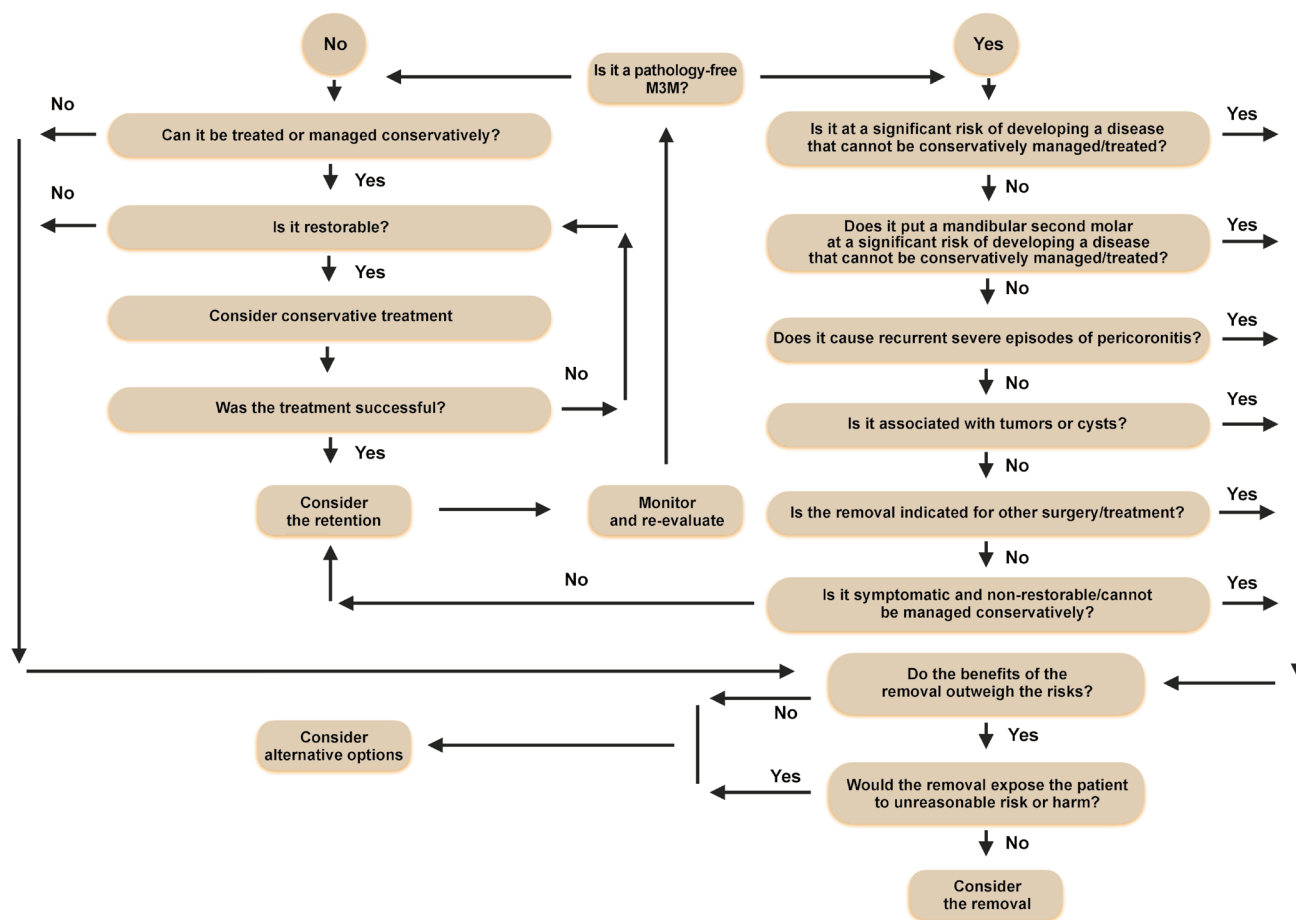 No
Yes
Is it a pathology-free
M3M?
No
Can it be treated or managed conservatively?
Yes
No
Is it restorable?
Yes
Consider conservative treatment
No
Was the treatment successful?
Yes
Consider
the retention
Monitor
and re-evaluate
Is it at a significant risk of developing a disease
that cannot be conservatively managed/treated?
Yes
No
Does it put a mandibular second molar
at a significant risk of developing a disease
that cannot be conservatively managed/treated?
Yes
No
Does it cause recurrent severe episodes of pericoronitis?
Yes
No
Is it associated with tumors or cysts?
Yes
No
Is the removal indicated for other surgery/treatment?
Yes
No
Is it symptomatic and non-restorable/cannot
be managed conservatively?
Yes
No
Do the benefits of the
removal outweigh the risks?
No
Yes
Consider
alternative options
Would the removal expose the patient
to unreasonable risk or harm?
Yes
No
Consider
the removal